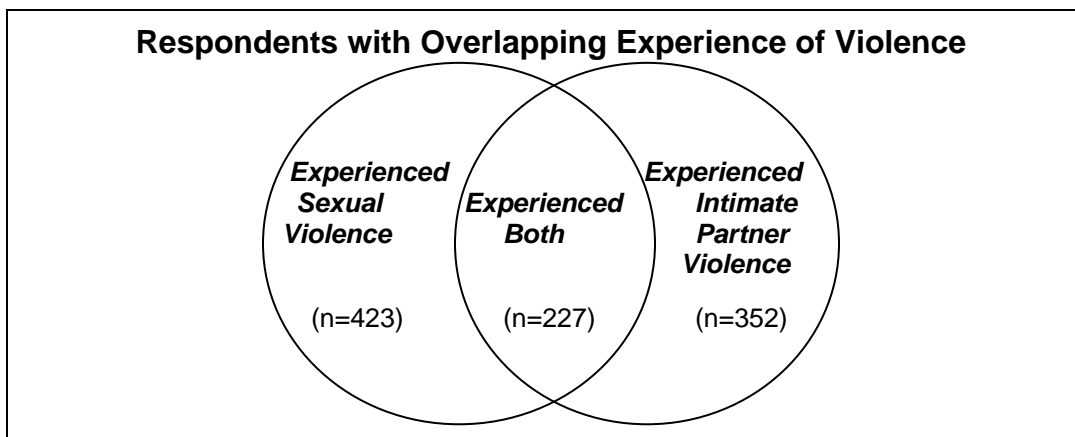 Respondents with Overlapping Experience of Violence
Experienced
Sexual
Violence
(n=423)
Experienced
Both
(n=227)
Experienced
Intimate
Partner
Violence
(n=352)